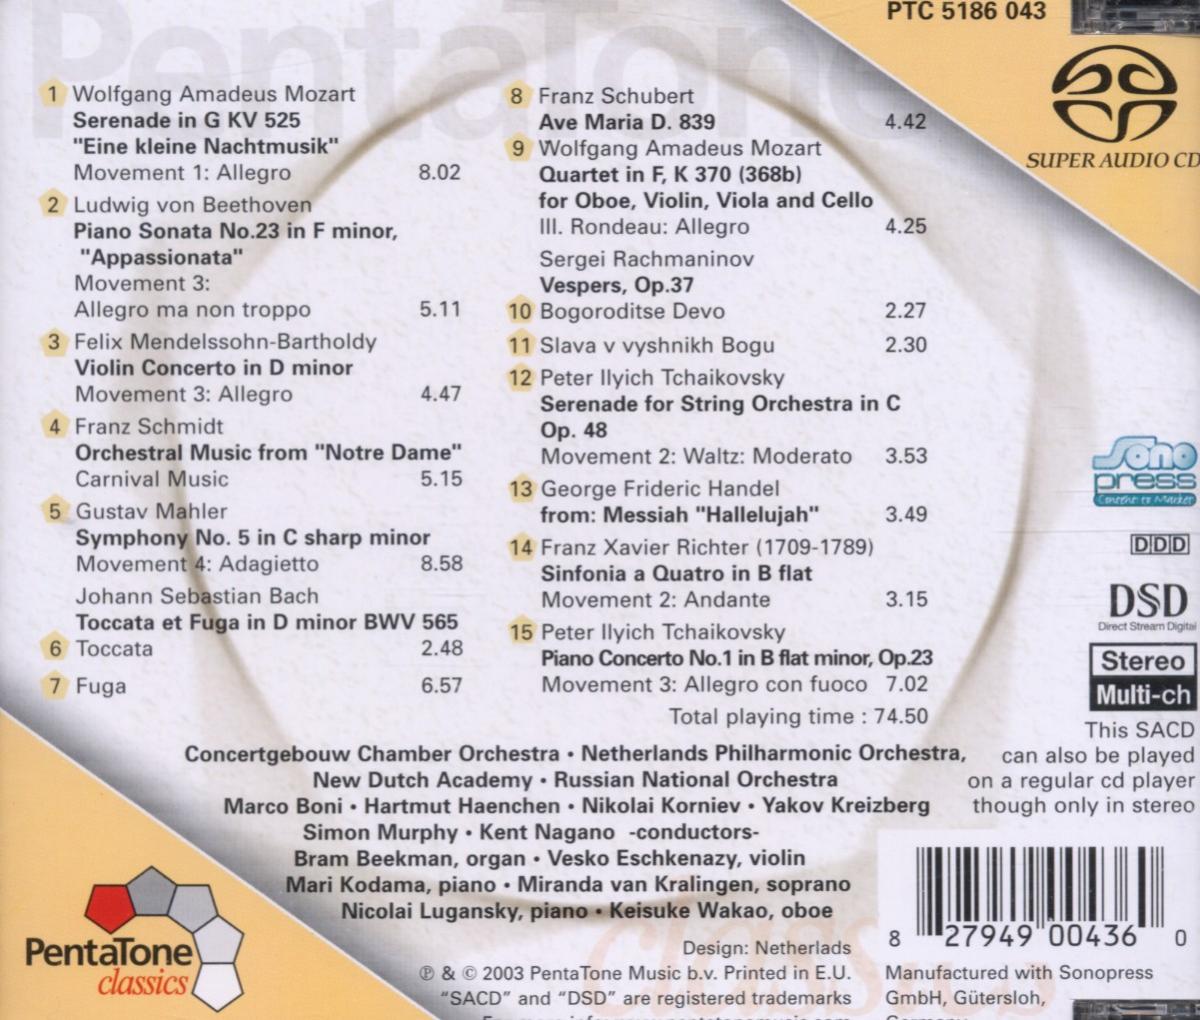 PentaTone
PTC 5186 043
SUPER AUDIO CD
1 Wolfgang Amadeus Mozart
Serenade in G KV 525
"Eine kleine Nachtmusik"
Movement 1: Allegro 8.02
2 Ludwig von Beethoven
Piano Sonata No.23 in F minor,
"Appassionata"
Movement 3:
Allegro ma non troppo 5.11
3 Felix Mendelssohn-Bartholdy
Violin Concerto in D minor
Movement 3: Allegro 4.47
4 Franz Schmidt
Orchestral Music from "Notre Dame"
Carnival Music 5.15
5 Gustav Mahler
Symphony No. 5 in C sharp minor
Movement 4: Adagietto 8.58
Johann Sebastian Bach
Toccata et Fuga in D minor BWV 565
6 Toccata 2.48
7 Fuga 6.57
8 Franz Schubert
Ave Maria D. 839 4.42
9 Wolfgang Amadeus Mozart
Quartet in F, K 370 (368b)
for Oboe, Violin, Viola and Cello
III. Rondeau: Allegro 4.25
Sergei Rachmaninov
Vespers, Op.37
10 Bogoroditse Devo 2.27
11 Slava v vyshnikh Bogu 2.30
12 Peter Ilyich Tchaikovsky
Serenade for String Orchestra in C
Op. 48
Movement 2: Waltz: Moderato 3.53
13 George Frideric Handel
from: Messiah "Hallelujah" 3.49
14 Franz Xavier Richter (1709-1789)
Sinfonia a Quatro in B flat
Movement 2: Andante 3.15
15 Peter Ilyich Tchaikovsky
Piano Concerto No.1 in B flat minor, Op.23
Movement 3: Allegro con fuoco 7.02
Total playing time : 74.50
Concertgebouw Chamber Orchestra • Netherlands Philharmonic Orchestra,
New Dutch Academy • Russian National Orchestra
Marco Boni • Hartmut Haenchen • Nikolai Korniev • Yakov Kreizberg
Simon Murphy • Kent Nagano -conductors-
Bram Beekman, organ • Vesko Eschkenazy, violin
Mari Kodama, piano • Miranda van Kralingen, soprano
Nicolai Lugansky, piano • Keisuke Wakao, oboe
Sono
press
Concept to Market
DDD
DSD
Direct Stream Digital
Stereo
Multi-ch
This SACD
can also be played
on a regular cd player
though only in stereo
PentaTone
classics
classics
Design: Netherlads
℗ & © 2003 PentaTone Music b.v. Printed in E.U.
“SACD” and “DSD” are registered trademarks
8 27949 00436 0
Manufactured with Sonopress
GmbH, Gütersloh,